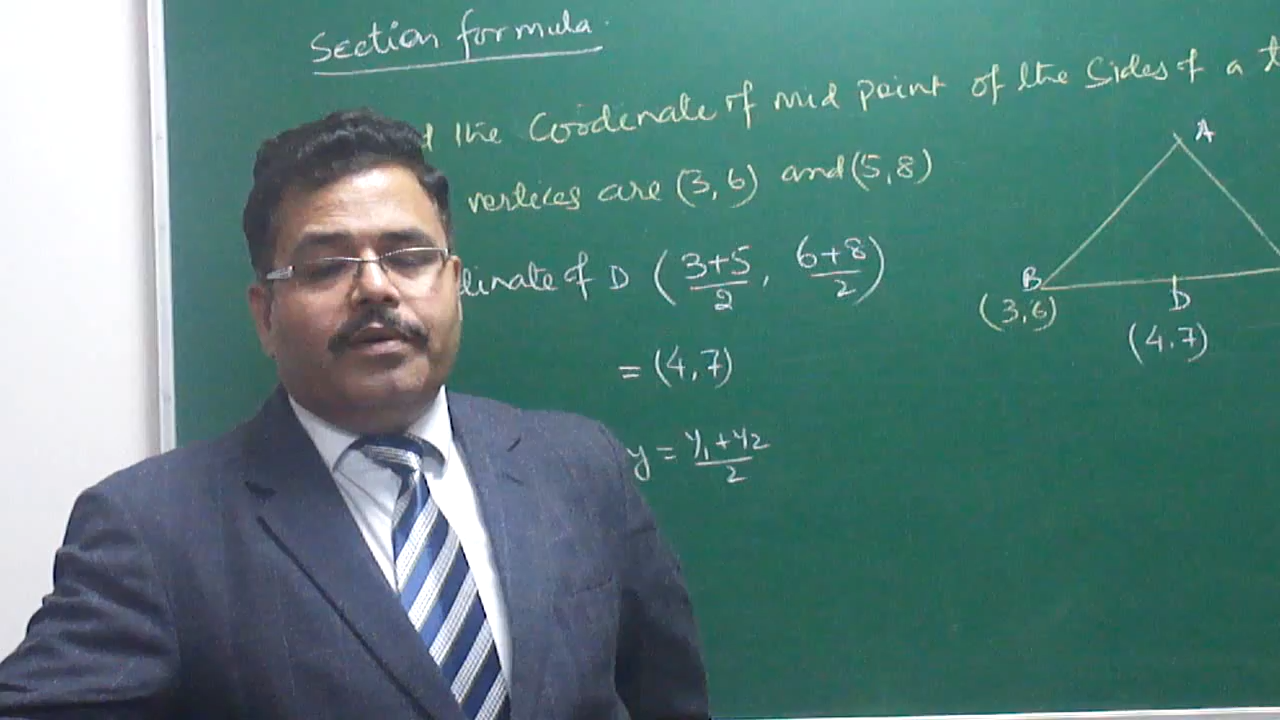 Section formula.
the Coordenate of mid point of the Sides of a
vertices are (3,6) and (5,8)
dinate of D (3+5/2, 6+8/2)
= (4,7)
y = y₁+y₂/2
A
B
(3,6)
D
(4,7)